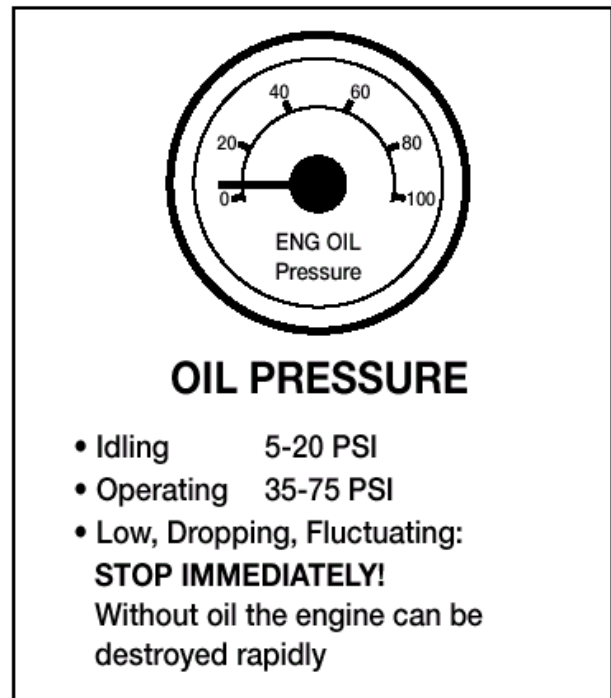 40 60
20 80
0 100
ENG OIL
Pressure
OIL PRESSURE
• Idling 5-20 PSI
• Operating 35-75 PSI
• Low, Dropping, Fluctuating:
STOP IMMEDIATELY!
Without oil the engine can be
destroyed rapidly